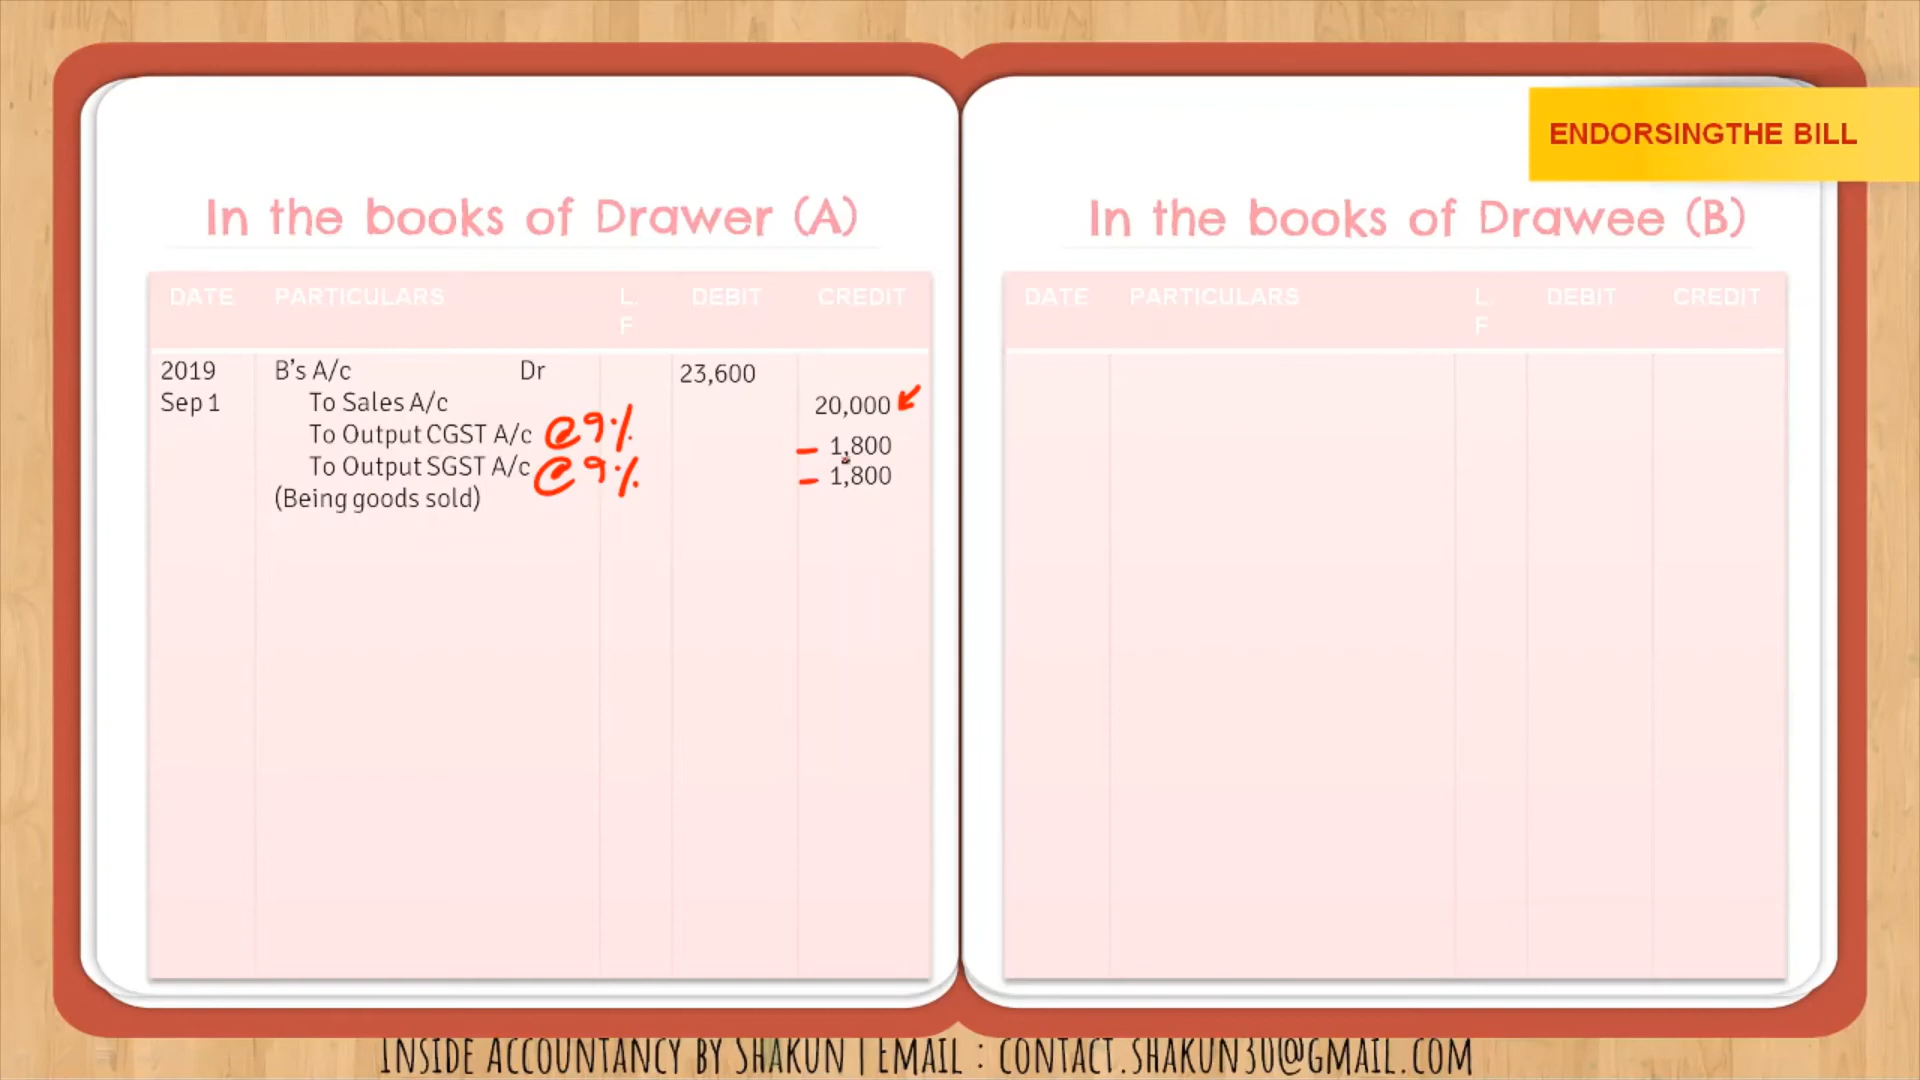 ENDORSINGTHE BILL
In the books of Drawer (A)
DATE PARTICULARS L. F DEBIT CREDIT
2019 B's A/c Dr 23,600
Sep 1 To Sales A/c 20,000
To Output CGST A/c @9% 1,800
To Output SGST A/c @9% 1,800
(Being goods sold)
In the books of Drawee (B)
DATE PARTICULARS L. F DEBIT CREDIT
INSIDE ACCOUNTANCY BY SHAKUN | EMAIL : CONTACT.SHAKUN30@GMAIL.COM